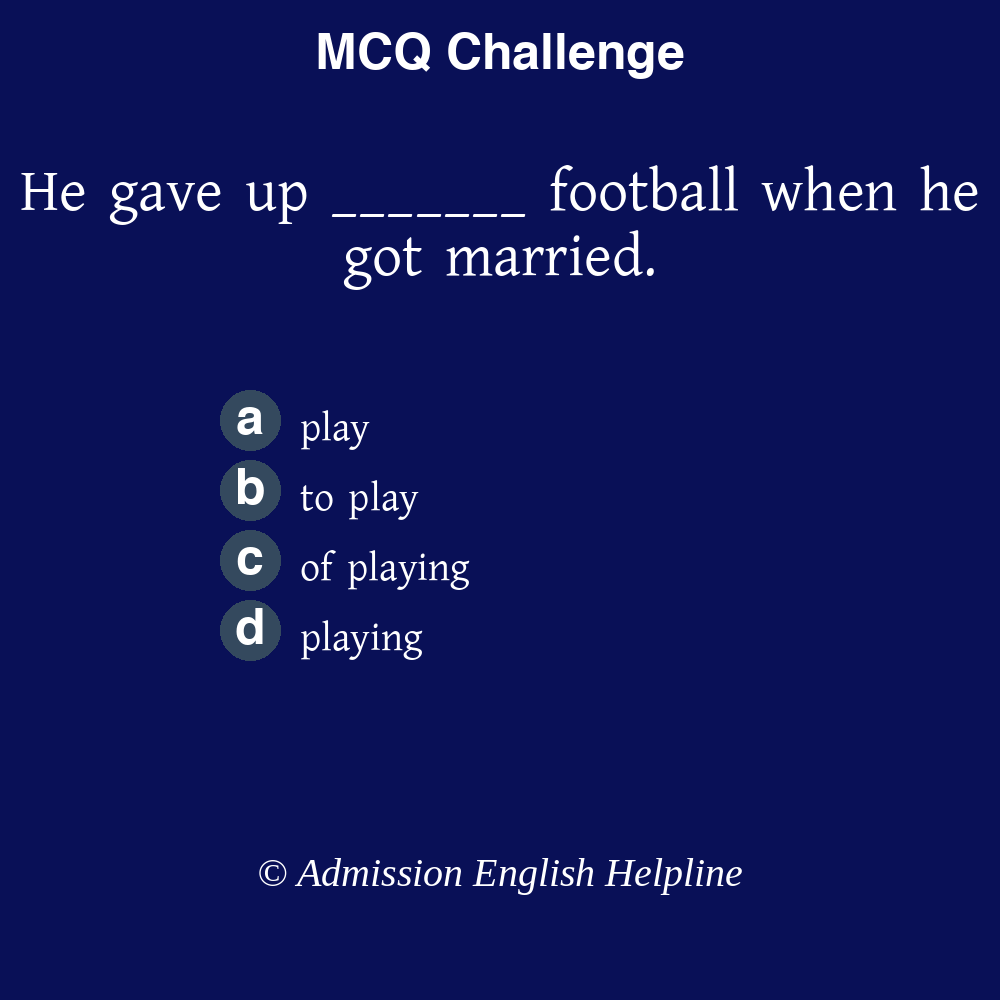 MCQ Challenge
He gave up _______ football when he
got married.
a play
b to play
c of playing
d playing
© Admission English Helpline